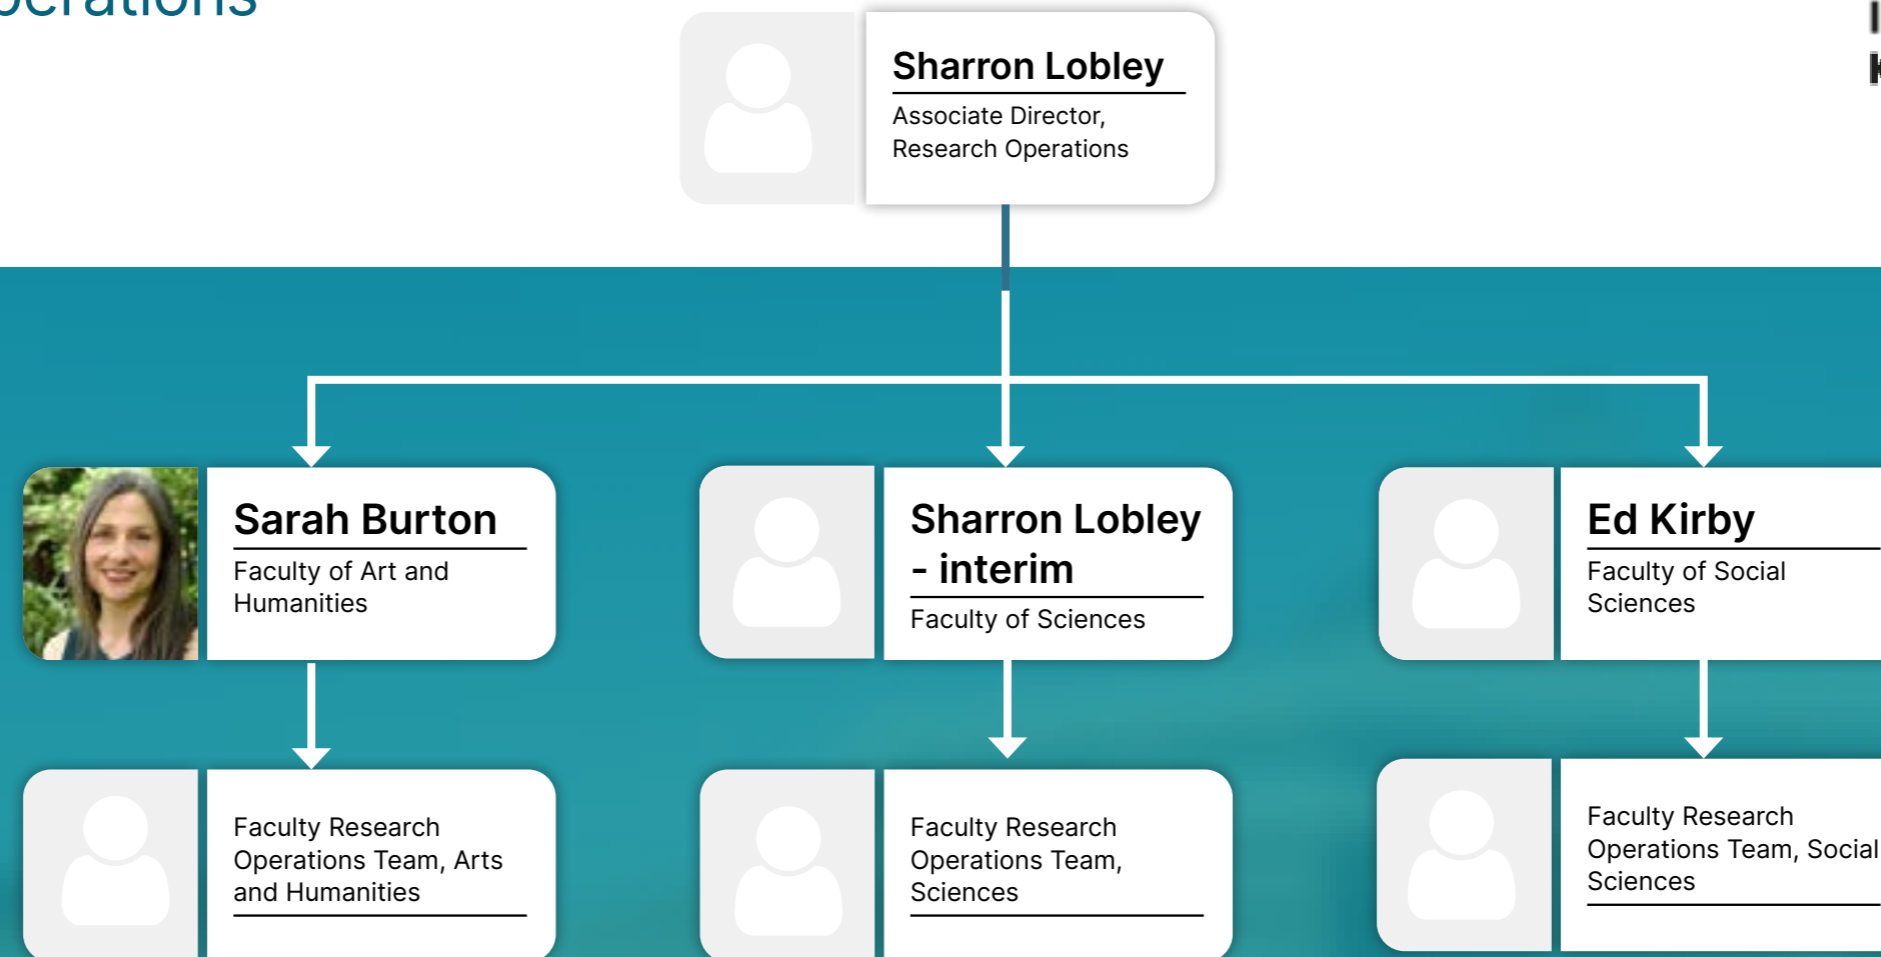 perations
Sharron Lobley
Associate Director,
Research Operations
Sarah Burton
Faculty of Art and
Humanities
Sharron Lobley
- interim
Faculty of Sciences
Ed Kirby
Faculty of Social
Sciences
Faculty Research
Operations Team, Arts
and Humanities
Faculty Research
Operations Team,
Sciences
Faculty Research
Operations Team, Social
Sciences